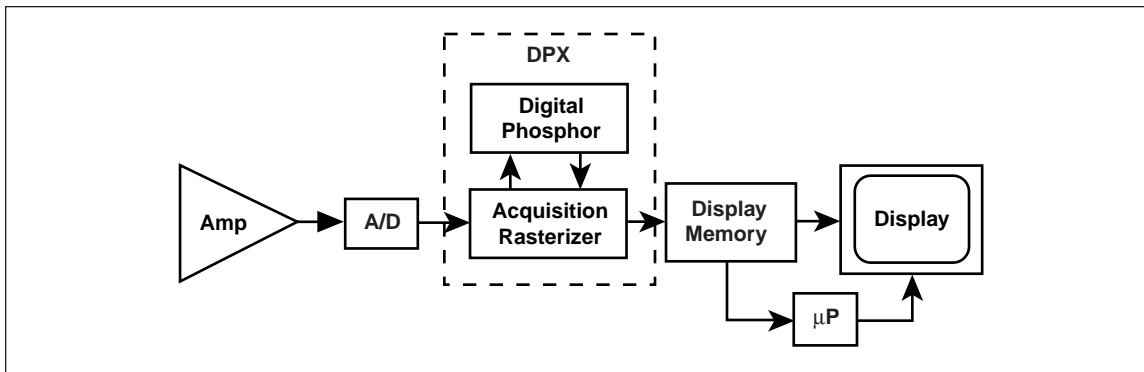 DPX
Digital
Phosphor
Amp
A/D
Acquisition
Rasterizer
Display
Memory
Display
μP